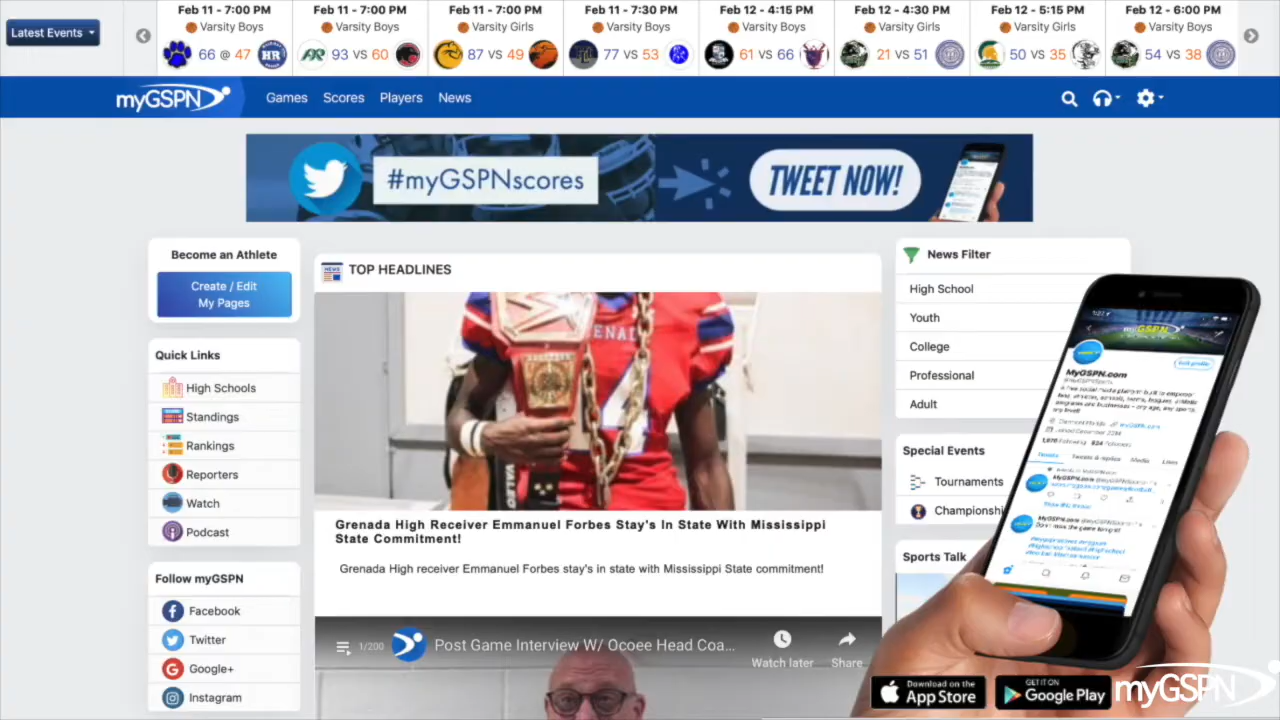 Latest Events
Feb 11 - 7:00 PM
Varsity Boys
66 @ 47
HR
Feb 11 - 7:00 PM
Varsity Boys
93 VS 60
Feb 11 - 7:00 PM
Varsity Girls
87 VS 49
Feb 11 - 7:30 PM
Varsity Boys
77 VS 53
Feb 12 - 4:15 PM
Varsity Boys
61 VS 66
Feb 12 - 4:30 PM
Varsity Girls
21 VS 51
Feb 12 - 5:15 PM
Varsity Girls
50 VS 35
Feb 12 - 6:00 PM
Varsity Boys
54 VS 38
myGSPN
Games
Scores
Players
News
#myGSPNscores
TWEET NOW!
Become an Athlete
Create / Edit
My Pages
Quick Links
High Schools
Standings
Rankings
Reporters
Watch
Podcast
Follow myGSPN
Facebook
Twitter
Google+
Instagram
NEWS
TOP HEADLINES
ENAD
Grenada High Receiver Emmanuel Forbes Stay's In State With Mississippi
State Commitment!
Grenada High receiver Emmanuel Forbes stay's in state with Mississippi State commitment!
1/200
Post Game Interview W/ Ocoee Head Coa...
Watch later
Share
News Filter
High School
Youth
College
Professional
Adult
Special Events
Tournaments
Championshi
Sports Talk
myGSPN
Edit profile
MyGSPN.com
Download on the
App Store
GET IT ON
Google Play
myGSPN